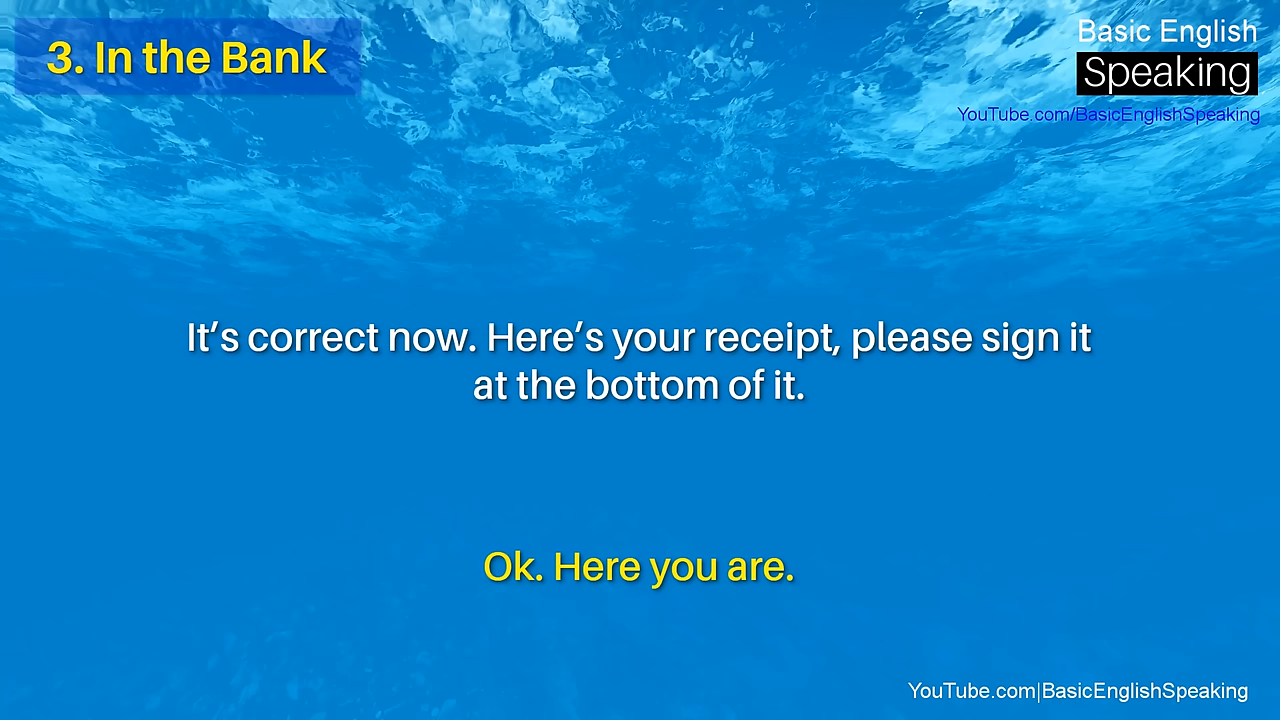 3. In the Bank
Basic English
Speaking
YouTube.com/BasicEnglishSpeaking
It’s correct now. Here’s your receipt, please sign it
at the bottom of it.
Ok. Here you are.
YouTube.com|BasicEnglishSpeaking